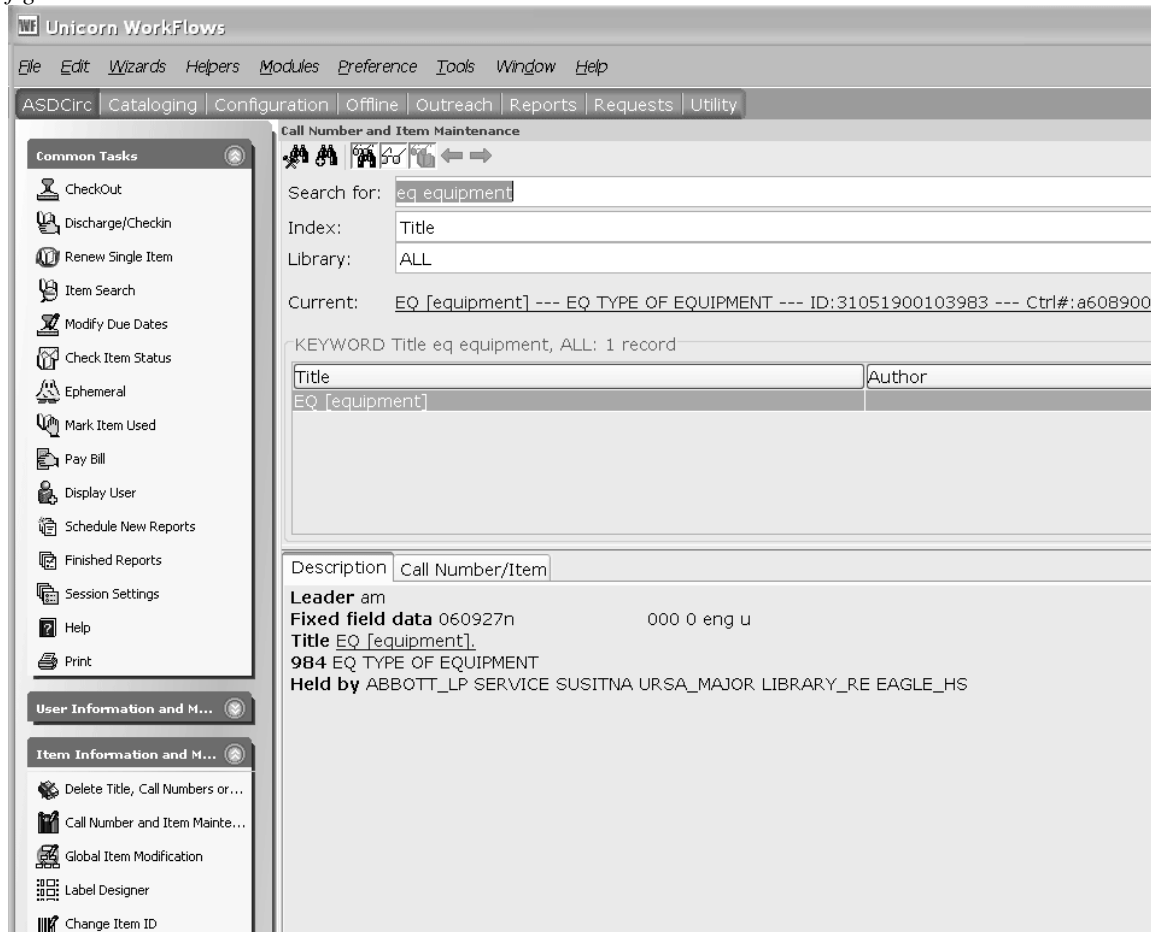 Unicorn WorkFlows
File Edit Wizards Helpers Modules Preference Tools Window Help
ASDCirc Cataloging Configuration Offline Outreach Reports Requests Utility
Call Number and Item Maintenance
Common Tasks
CheckOut
Discharge/Checkin
Renew Single Item
Item Search
Modify Due Dates
Check Item Status
Ephemeral
Mark Item Used
Pay Bill
Display User
Schedule New Reports
Finished Reports
Session Settings
Help
Print
User Information and M...
Item Information and M...
Delete Title, Call Numbers or...
Call Number and Item Mainte...
Global Item Modification
Label Designer
Change Item ID
Search for: eq equipment
Index: Title
Library: ALL
Current: EQ [equipment] --- EQ TYPE OF EQUIPMENT --- ID:31051900103983 --- Ctrl#:a608900
KEYWORD Title eq equipment, ALL: 1 record
Title Author
EQ [equipment]
Description Call Number/Item
Leader am
Fixed field data 060927n 000 0 eng u
Title EQ [equipment].
984 EQ TYPE OF EQUIPMENT
Held by ABBOTT_LP SERVICE SUSITNA URSA_MAJOR LIBRARY_RE EAGLE_HS